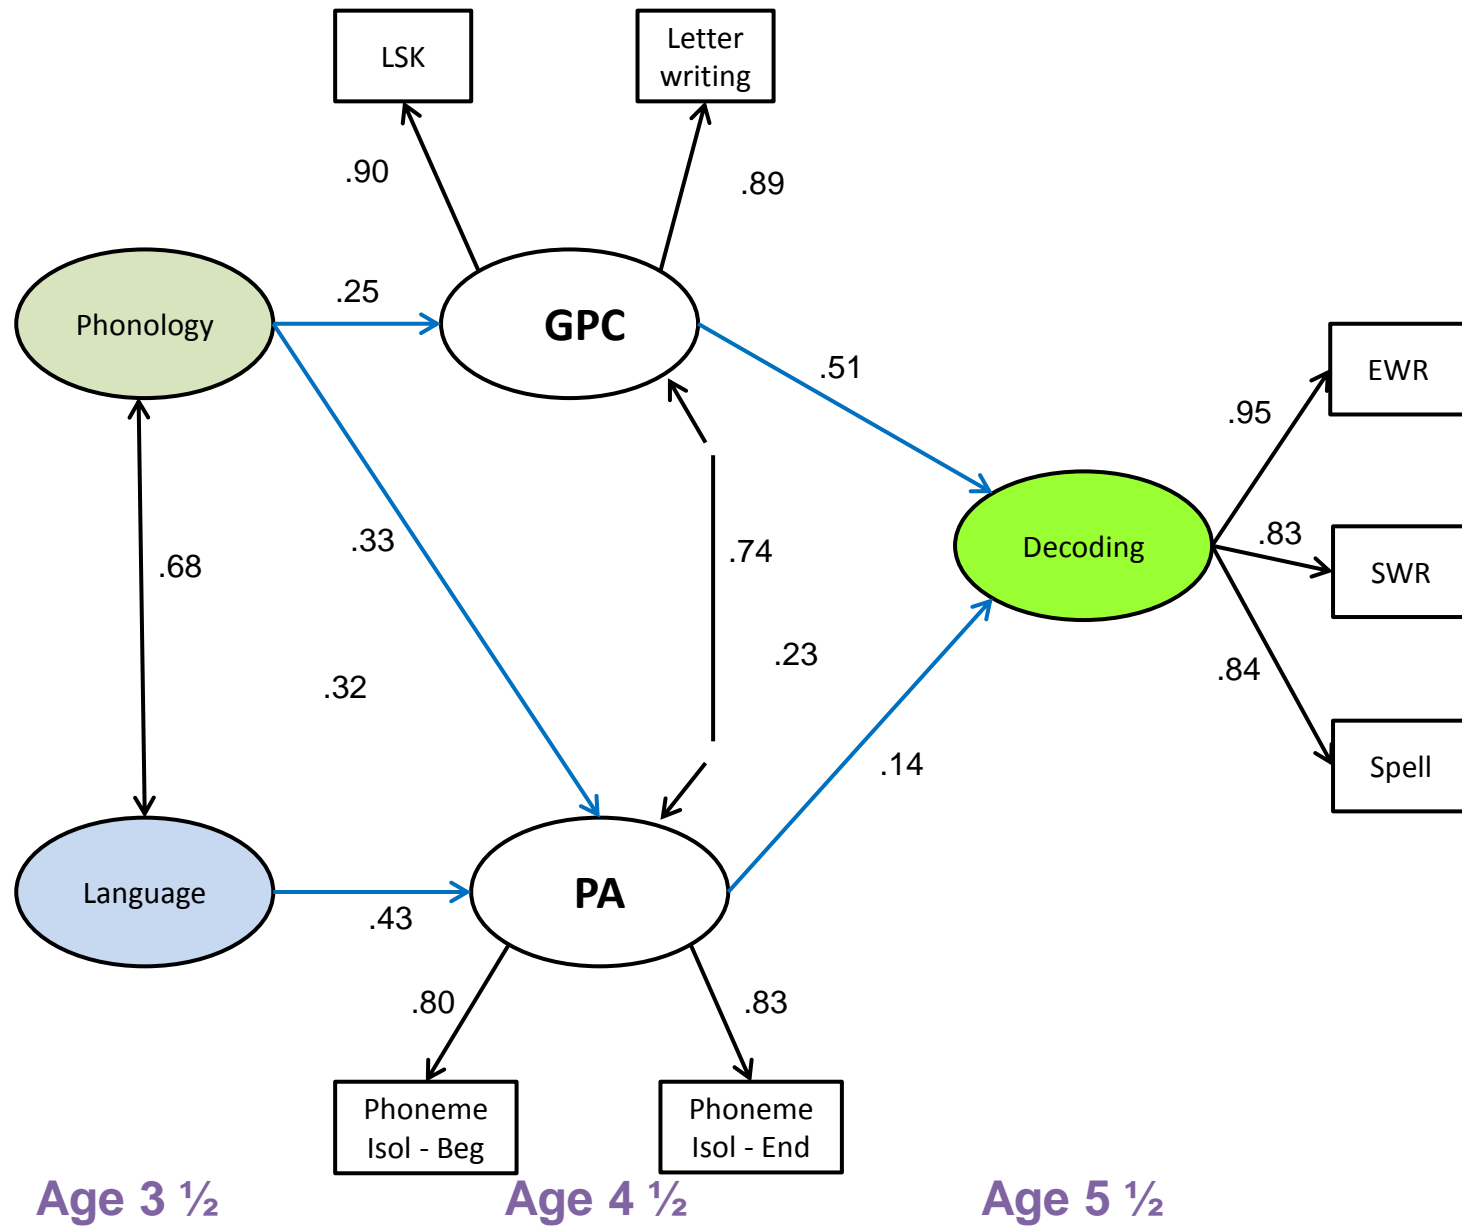 LSK
Letter
writing
.90
.89
.25
Phonology
GPC
.51
EWR
.95
.33
.74
.68
Decoding
.83
SWR
.32
.23
.84
.14
Spell
Language
.43
PA
.80
.83
Phoneme
Isol - Beg
Phoneme
Isol - End
Age 3 ½
Age 4 ½
Age 5 ½